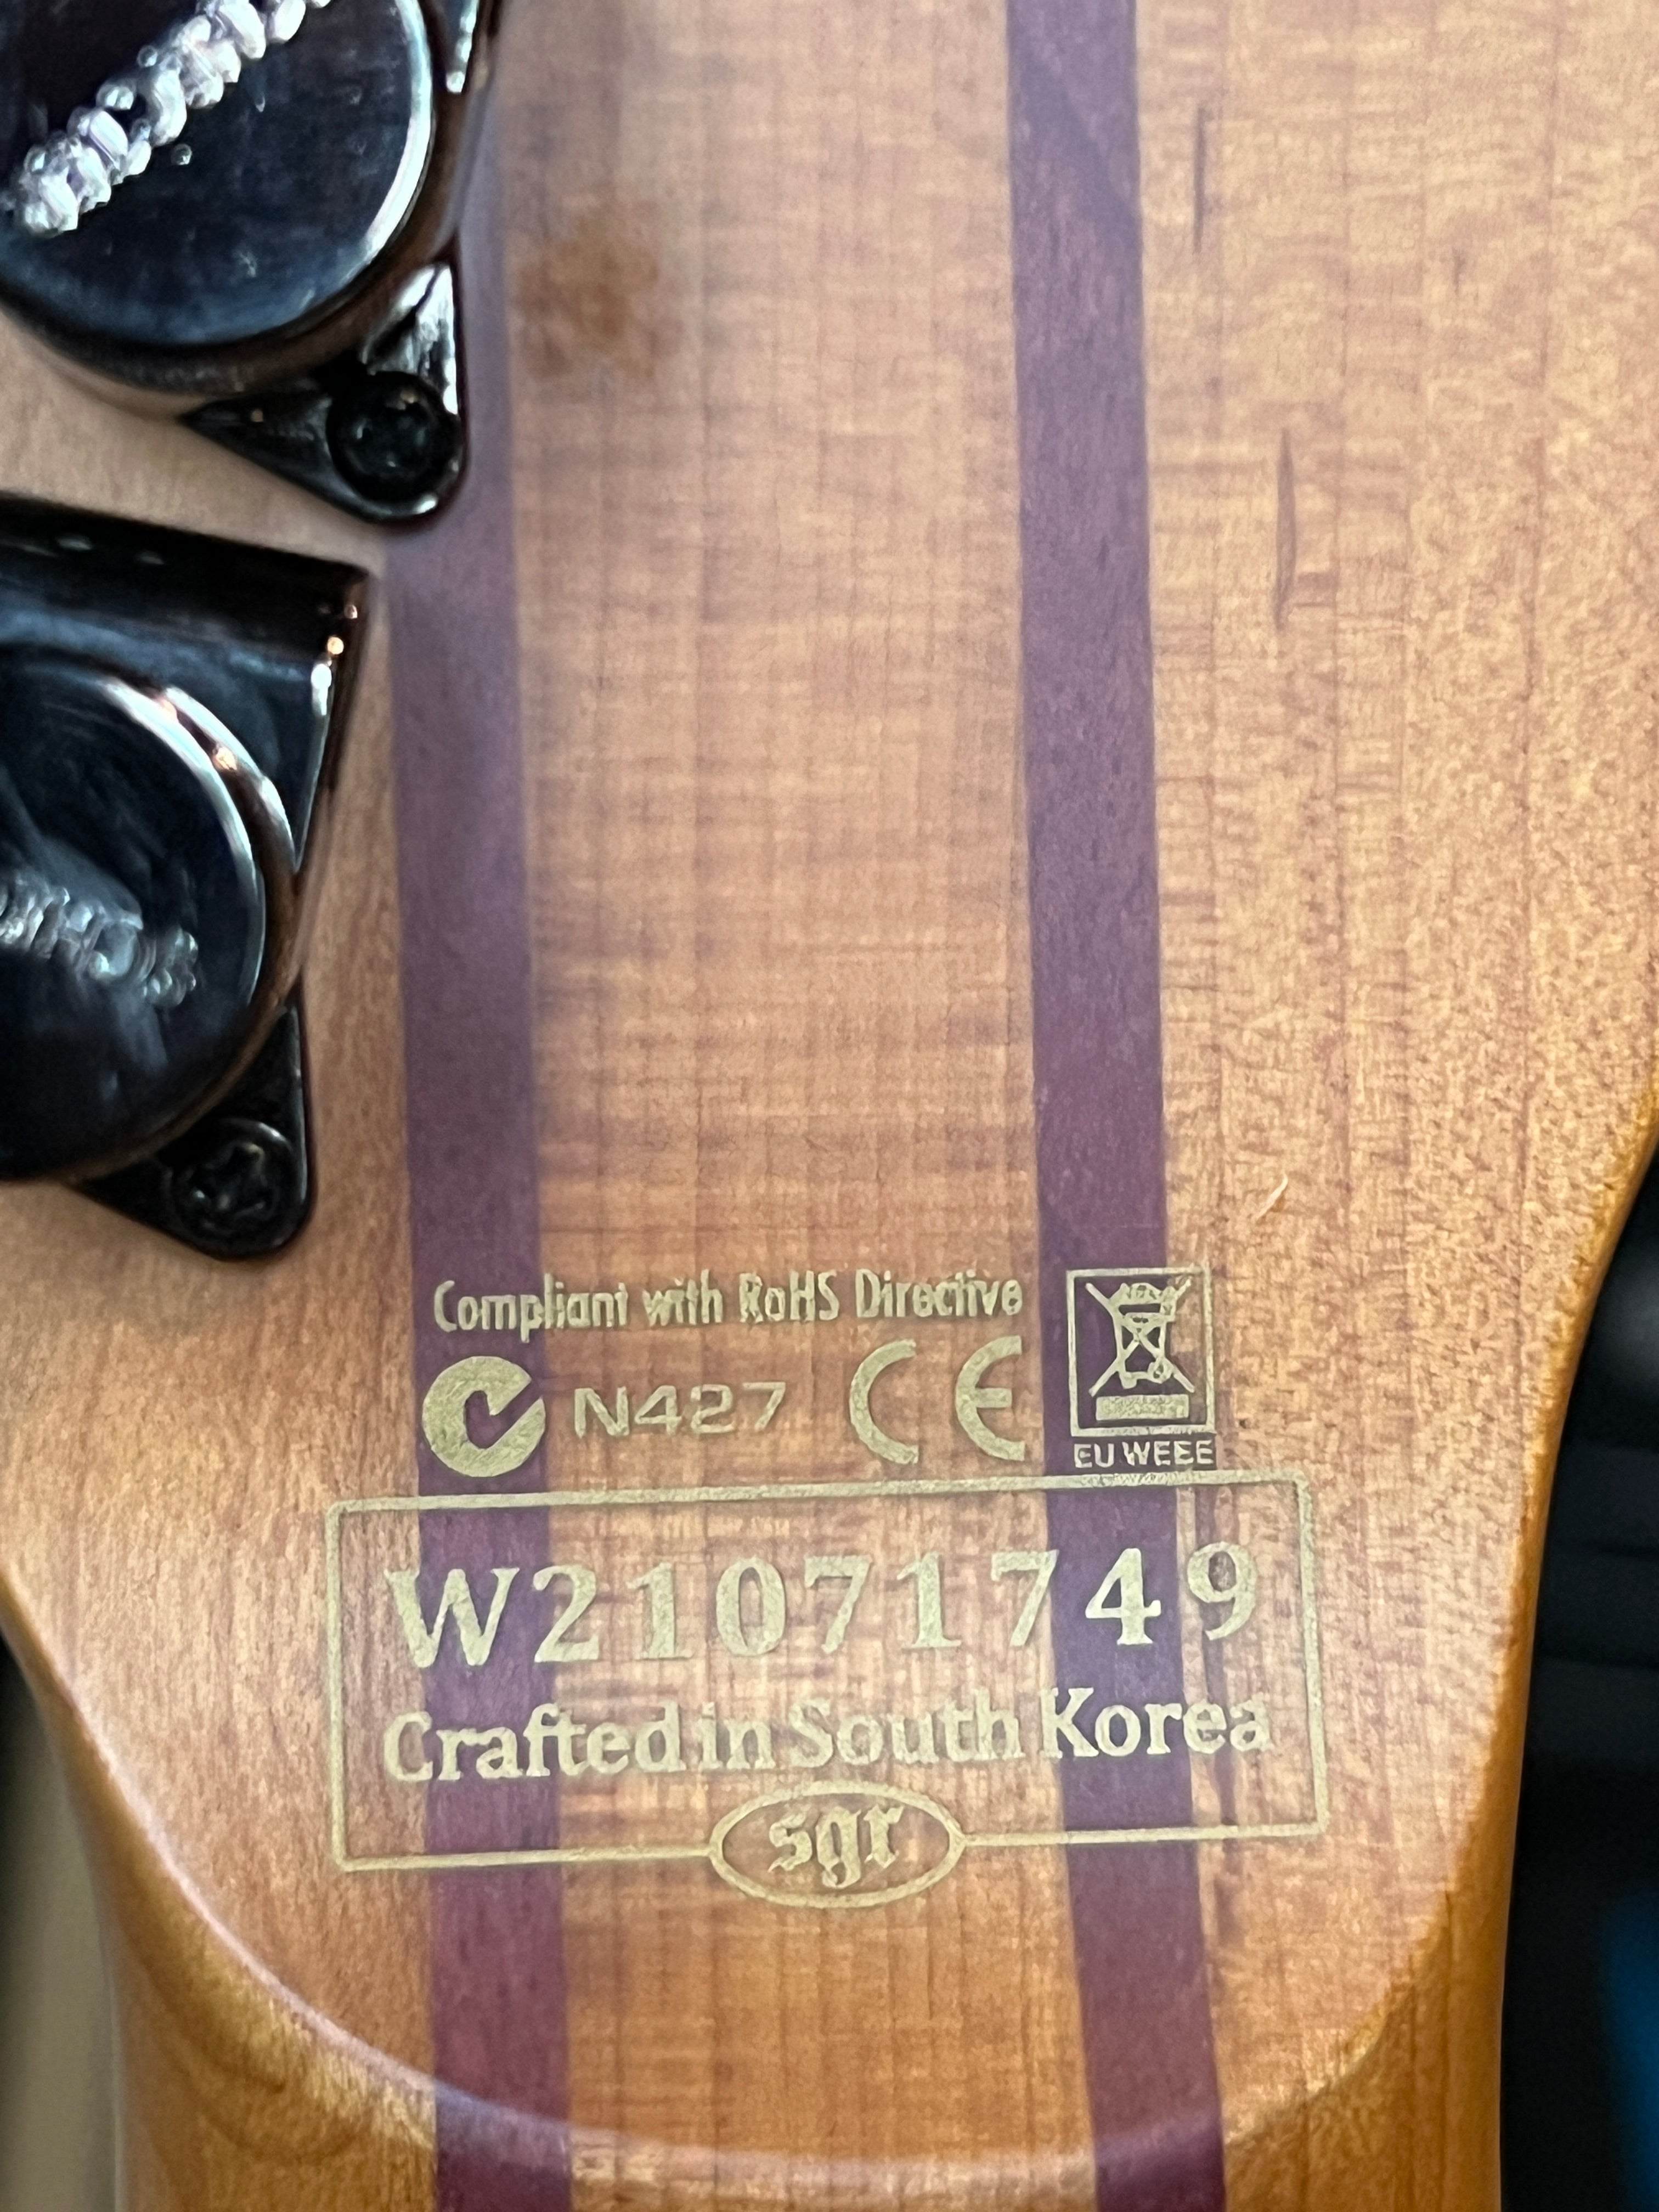 Compliant with RoHS Directive
N427 CE
EU WEEE
W21071749
Crafted in South Korea
sgr